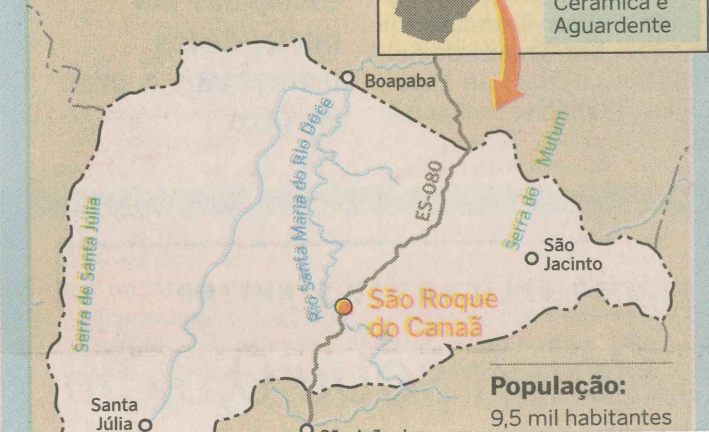 Cerâmica e
Aguardente
Boapaba
Rio Santa Maria do Rio Doce
ES-080
Serra do Mutum
Serra de Santa Júlia
São
Jacinto
São Roque
do Canaã
Santa
Júlia
População:
9,5 mil habitantes